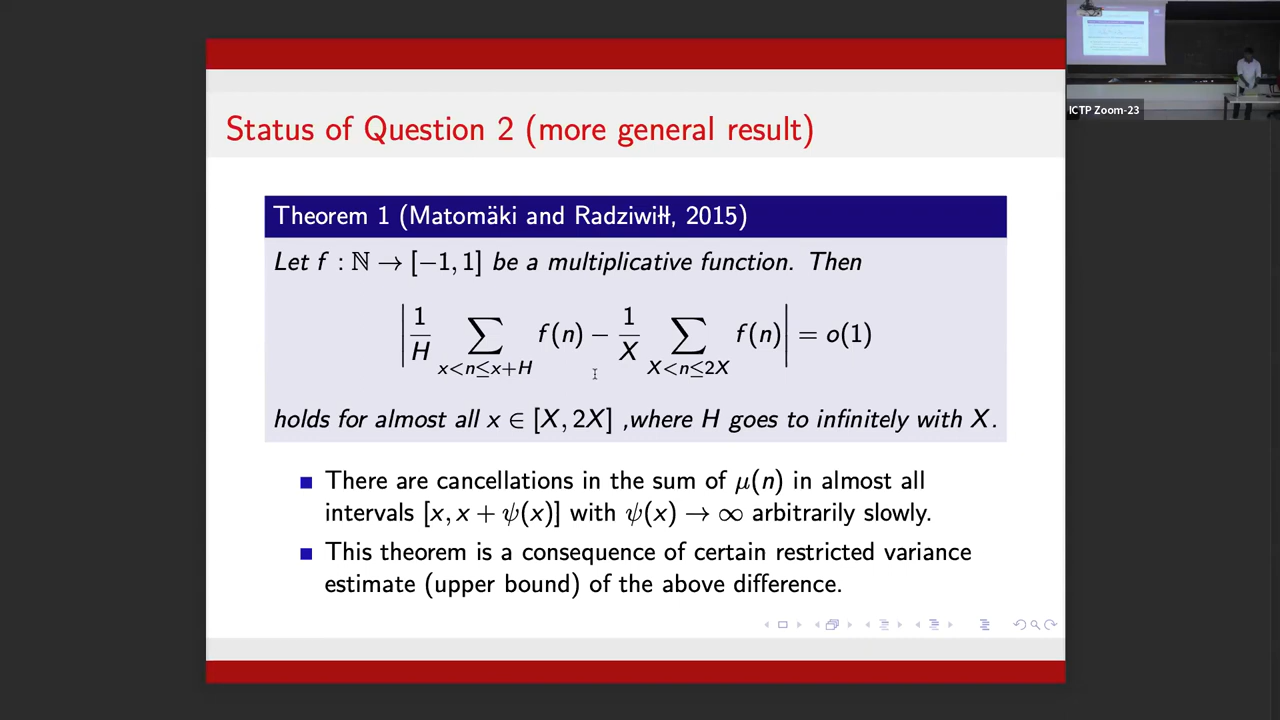 ICTP Zoom-23
Status of Question 2 (more general result)
Theorem 1 (Matomäki and Radziwiłł, 2015)
Let f : ℕ → [−1, 1] be a multiplicative function. Then
| 1/H ∑_{x<n≤x+H} f(n) − 1/X ∑_{X<n≤2X} f(n) | = o(1)
holds for almost all x ∈ [X, 2X] ,where H goes to infinitely with X.
There are cancellations in the sum of μ(n) in almost all
intervals [x, x + ψ(x)] with ψ(x) → ∞ arbitrarily slowly.
This theorem is a consequence of certain restricted variance
estimate (upper bound) of the above difference.